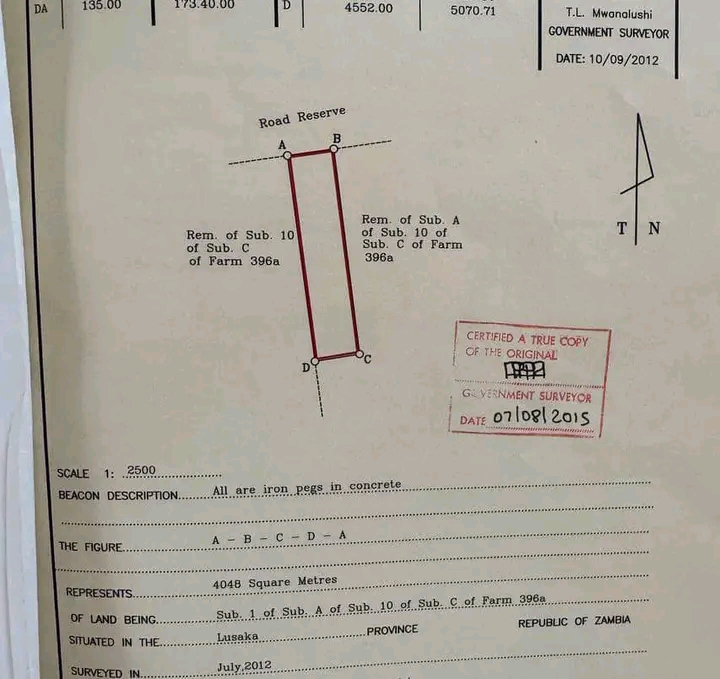 DA 135.00 173.40.00 D 4552.00 5070.71
T.L. Mwanalushi
GOVERNMENT SURVEYOR
DATE: 10/09/2012
Road Reserve
A
B
Rem. of Sub. 10
of Sub. C
of Farm 396a
Rem. of Sub. A
of Sub. 10 of
Sub. C of Farm
396a
T N
D
C
CERTIFIED A TRUE COPY
OF THE ORIGINAL
GOVERNMENT SURVEYOR
DATE 07/08/2015
SCALE 1: 2500
BEACON DESCRIPTION All are iron pegs in concrete
THE FIGURE A - B - C - D - A
REPRESENTS 4048 Square Metres
OF LAND BEING Sub. 1 of Sub. A of Sub. 10 of Sub. C of Farm 396a
SITUATED IN THE Lusaka PROVINCE REPUBLIC OF ZAMBIA
SURVEYED IN July,2012